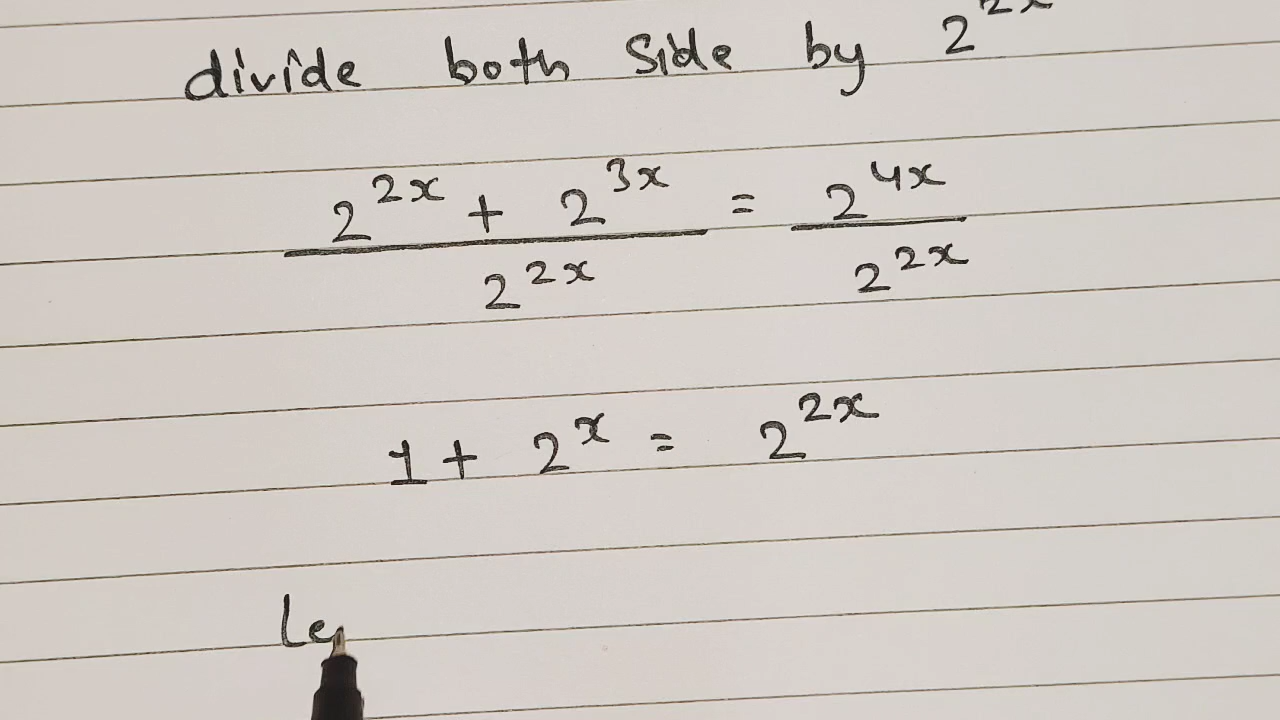 divide both side by 2^2x
(2^2x + 2^3x) / 2^2x = 2^4x / 2^2x
1 + 2^x = 2^2x
le